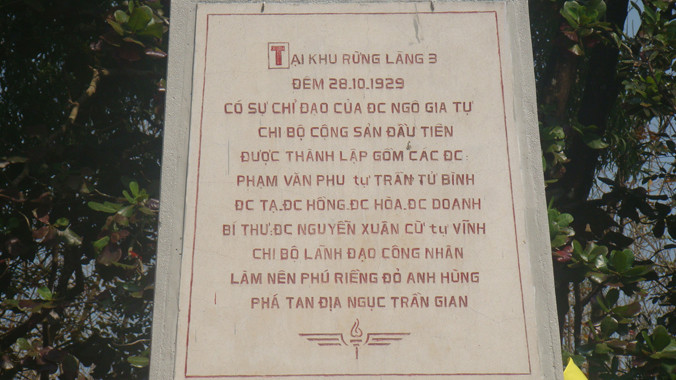 TẠI KHU RỪNG LÀNG 3
ĐÊM 28.10.1929
CÓ SỰ CHỈ ĐẠO CỦA ĐC NGÔ GIA TỰ
CHI BỘ CỘNG SẢN ĐẦU TIÊN
ĐƯỢC THÀNH LẬP GỒM CÁC ĐC:
PHẠM VĂN PHU tự TRẦN TỬ BÌNH
ĐC TẠ.ĐC HỒNG.ĐC HÒA.ĐC DOANH
BÍ THƯ.ĐC NGUYỄN XUÂN CỪ tự VĨNH
CHI BỘ LÃNH ĐẠO CÔNG NHÂN
LÀM NÊN PHÚ RIỀNG ĐỎ ANH HÙNG
PHÁ TAN ĐỊA NGỤC TRẦN GIAN